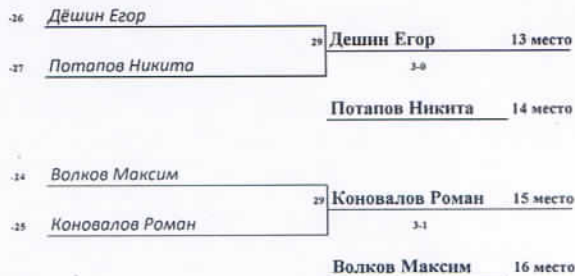 -26 Дёшин Егор
29 Дешин Егор 13 место
-27 Потапов Никита 3-0
Потапов Никита 14 место
-24 Волков Максим
29 Коновалов Роман 15 место
-25 Коновалов Роман 3-1
Волков Максим 16 место